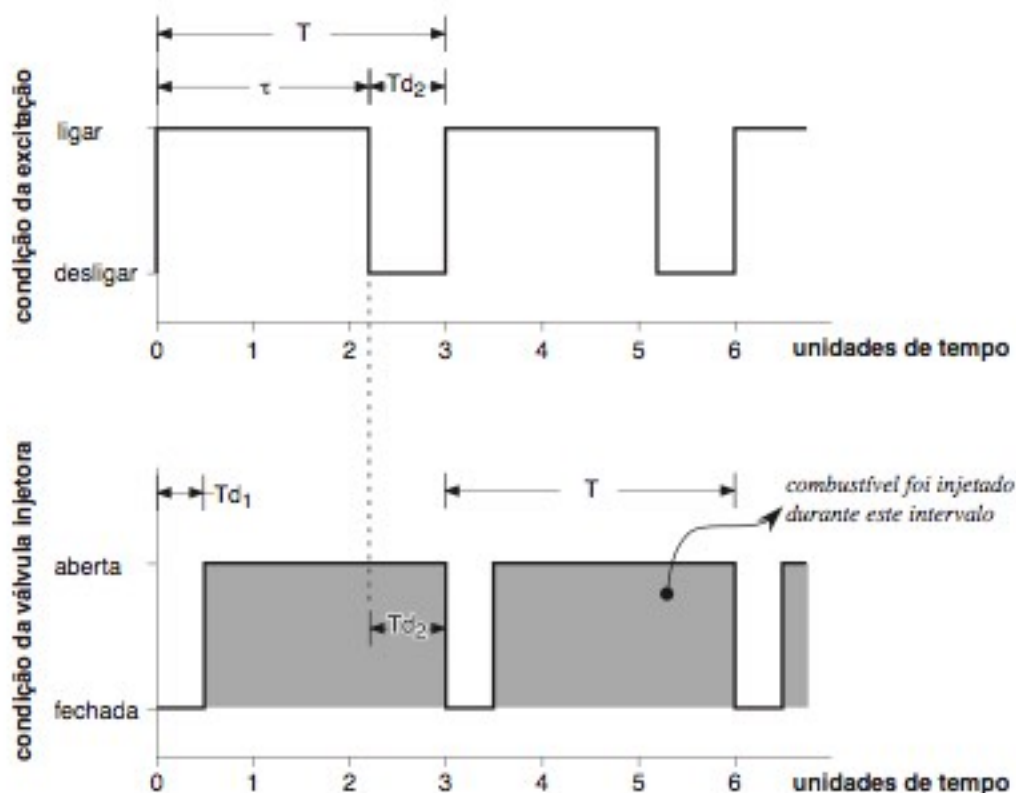 T
τ
Td2
condição da excitação
ligar
desligar
0 1 2 3 4 5 6 unidades de tempo
condição da válvula injetora
Td1
T
combustível foi injetado
durante este intervalo
aberta
Td2
fechada
0 1 2 3 4 5 6 unidades de tempo